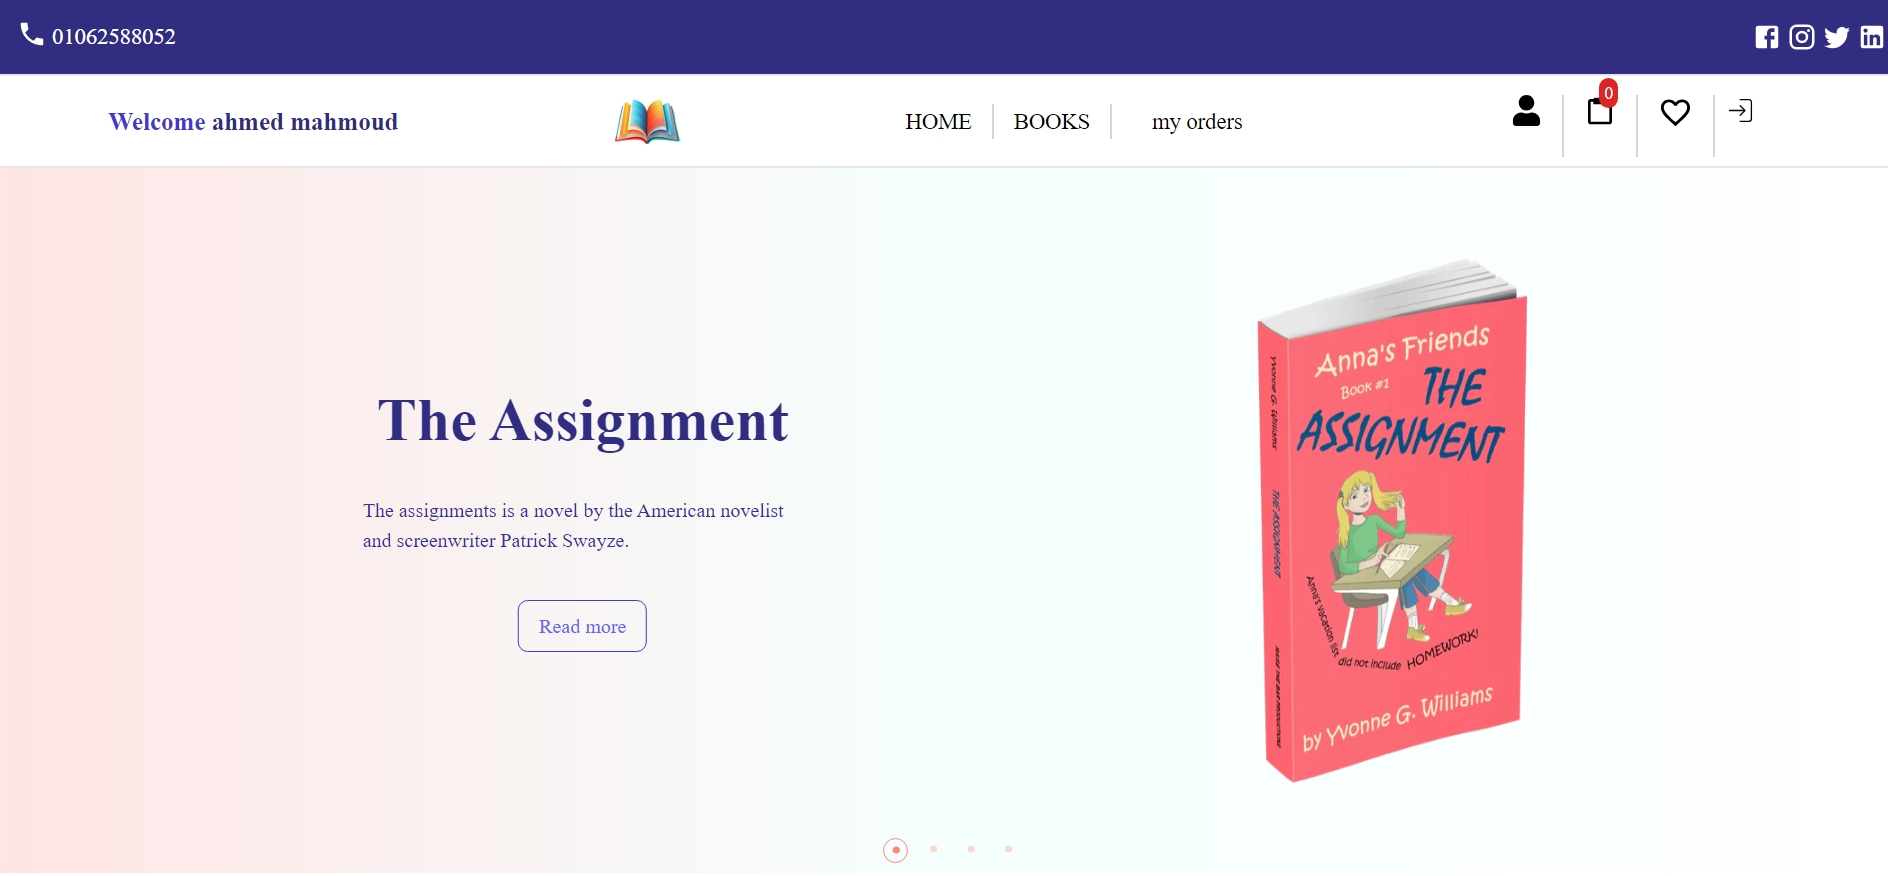 01062588052
Welcome ahmed mahmoud
HOME
BOOKS
my orders
0
The Assignment
The assignments is a novel by the American novelist
and screenwriter Patrick Swayze.
Read more
Anna's Friends
Book #1
THE
ASSIGNMENT
Anna's vacation list
did not include
HOMEWORK!
by Yvonne G. Williams
Yvonne G. Williams
THE ASSIGNMENT